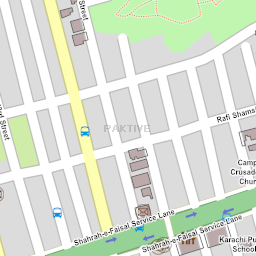 Street
Street
PAKTIVE
Rafi Shams
Camp
Crusade
Chur
Shahrah-e-Faisal Service Lane
Shahrah-e-Faisal Service Lane
Karachi Pu
School